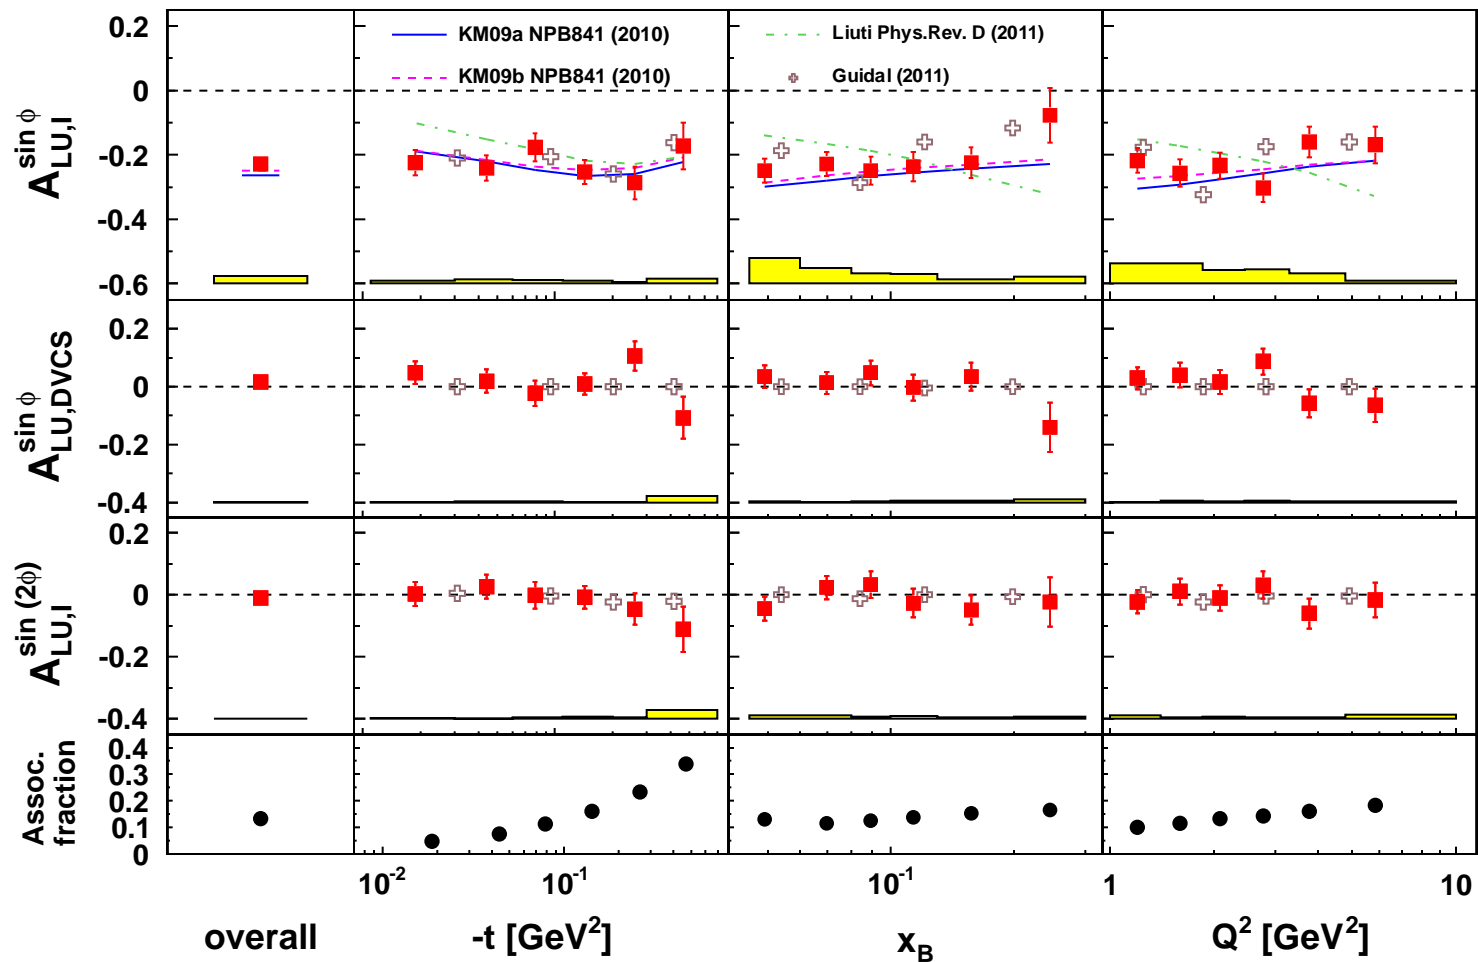 KM09a NPB841 (2010)
KM09b NPB841 (2010)
Liuti Phys.Rev. D (2011)
Guidal (2011)
A_{LU,I}^{sin ϕ}
0.2
0
-0.2
-0.4
-0.6
A_{LU,DVCS}^{sin ϕ}
0.2
0
-0.2
-0.4
A_{LU,I}^{sin (2ϕ)}
0.2
0
-0.2
-0.4
Assoc.
fraction
0.4
0.3
0.2
0.1
0
10^{-2}
10^{-1}
10^{-1}
1
10
overall
-t [GeV^2]
x_B
Q^2 [GeV^2]